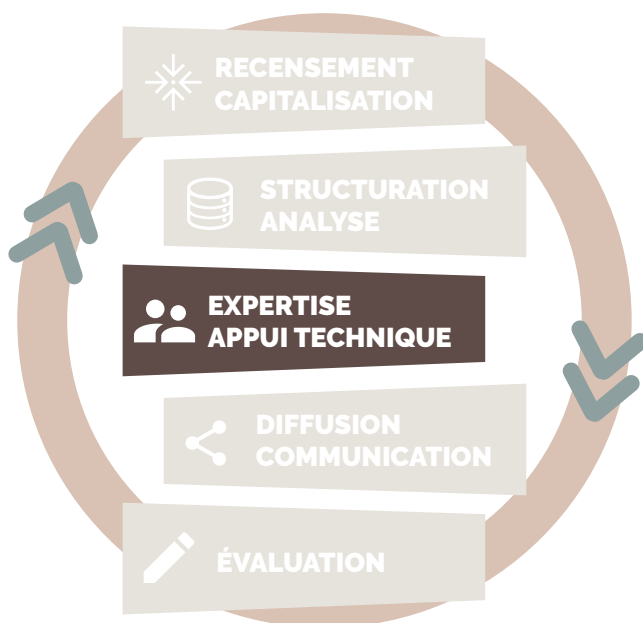 RECENSEMENT
CAPITALISATION
STRUCTURATION
ANALYSE
EXPERTISE
APPUI TECHNIQUE
DIFFUSION
COMMUNICATION
ÉVALUATION